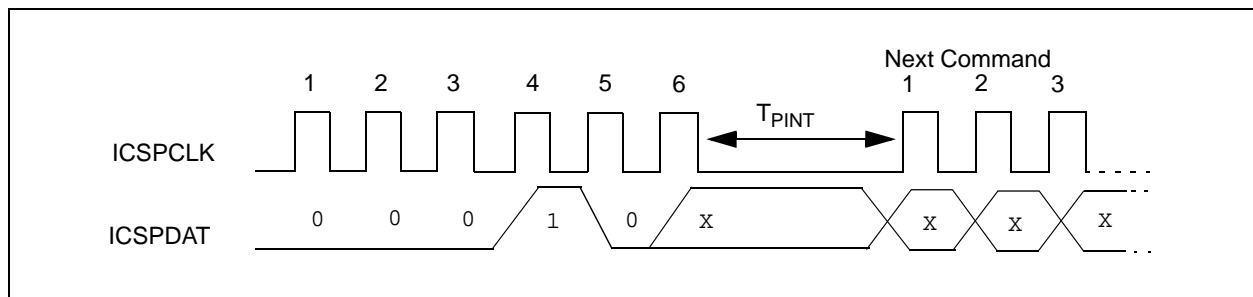 Next Command
1 2 3 4 5 6 1 2 3
TPINT
ICSPCLK
0 0 0 1 0 X X X X
ICSPDAT